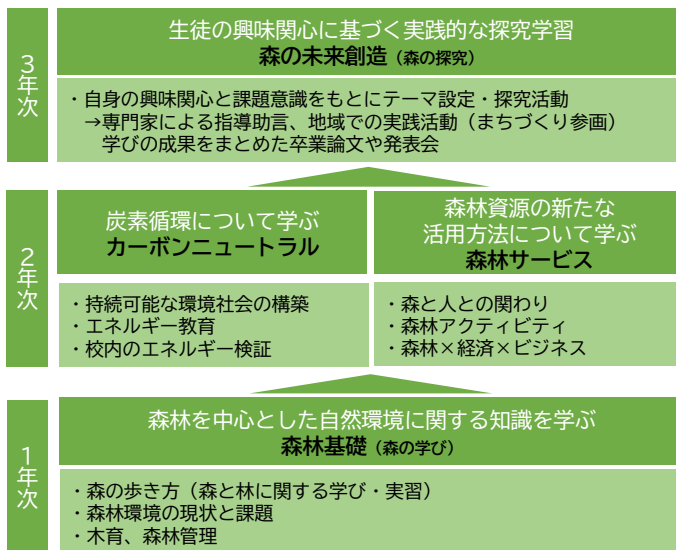 3年次
生徒の興味関心に基づく実践的な探究学習
森の未来創造（森の探究）
・自身の興味関心と課題意識をもとにテーマ設定・探究活動
→専門家による指導助言、地域での実践活動（まちづくり参画）
学びの成果をまとめた卒業論文や発表会
2年次
炭素循環について学ぶ
カーボンニュートラル
・持続可能な環境社会の構築
・エネルギー教育
・校内のエネルギー検証
森林資源の新たな
活用方法について学ぶ
森林サービス
・森と人との関わり
・森林アクティビティ
・森林×経済×ビジネス
1年次
森林を中心とした自然環境に関する知識を学ぶ
森林基礎（森の学び）
・森の歩き方（森と林に関する学び・実習）
・森林環境の現状と課題
・木育、森林管理